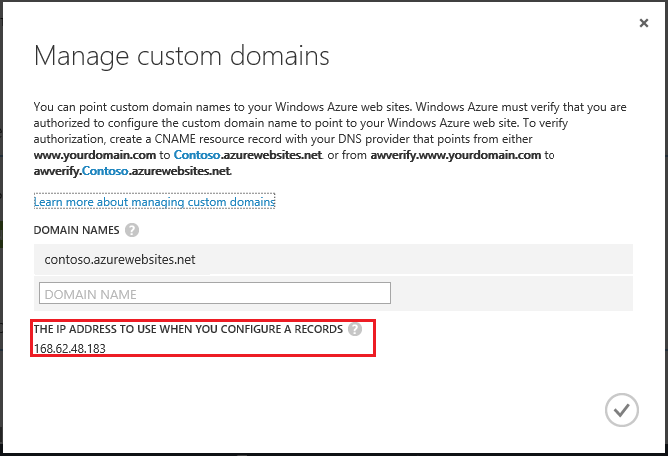 Manage custom domains
You can point custom domain names to your Windows Azure web sites. Windows Azure must verify that you are
authorized to configure the custom domain name to point to your Windows Azure web site. To verify
authorization, create a CNAME resource record with your DNS provider that points from either
www.yourdomain.com to Contoso.azurewebsites.net, or from awverify.www.yourdomain.com to
awverify.Contoso.azurewebsites.net.
Learn more about managing custom domains
DOMAIN NAMES ?
contoso.azurewebsites.net
DOMAIN NAME
THE IP ADDRESS TO USE WHEN YOU CONFIGURE A RECORDS ?
168.62.48.183